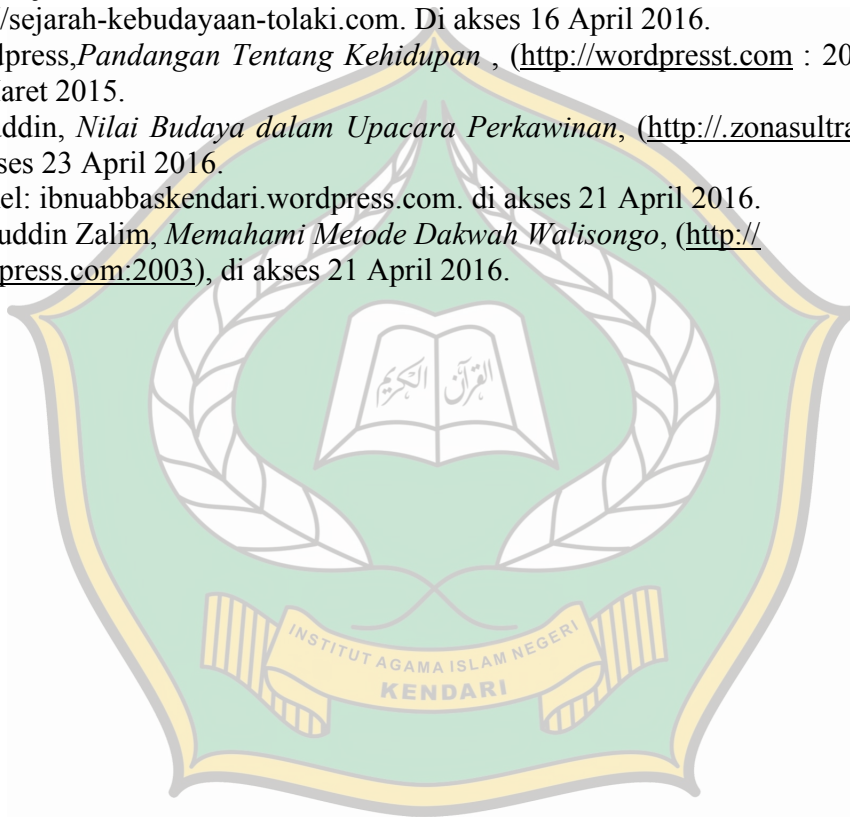 /sejarah-kebudayaan-tolaki.com. Di akses 16 April 2016.
dpress,Pandangan Tentang Kehidupan , (http://wordpresst.com : 20
aret 2015.
ddin, Nilai Budaya dalam Upacara Perkawinan, (http://.zonasultra
ses 23 April 2016.
el: ibnuabbaskendari.wordpress.com. di akses 21 April 2016.
uddin Zalim, Memahami Metode Dakwah Walisongo, (http://
press.com:2003), di akses 21 April 2016.
القرآن الكريم
INSTITUT AGAMA ISLAM NEGERI
KENDARI